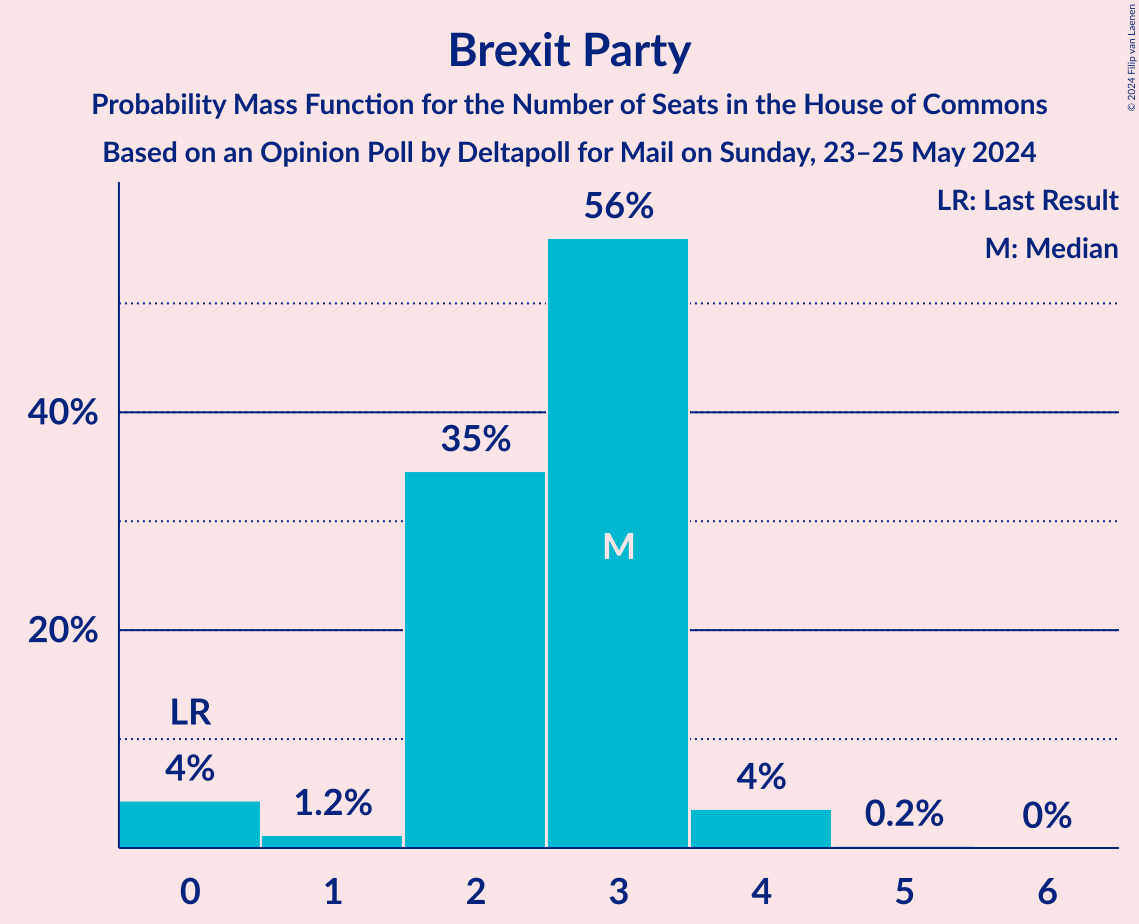 Brexit Party
Probability Mass Function for the Number of Seats in the House of Commons
Based on an Opinion Poll by Deltapoll for Mail on Sunday, 23–25 May 2024
© 2024 Filip van Laenen
LR: Last Result
M: Median
56%
40%
35%
M
20%
LR
4%
1.2%
4%
0.2%
0%
0 1 2 3 4 5 6